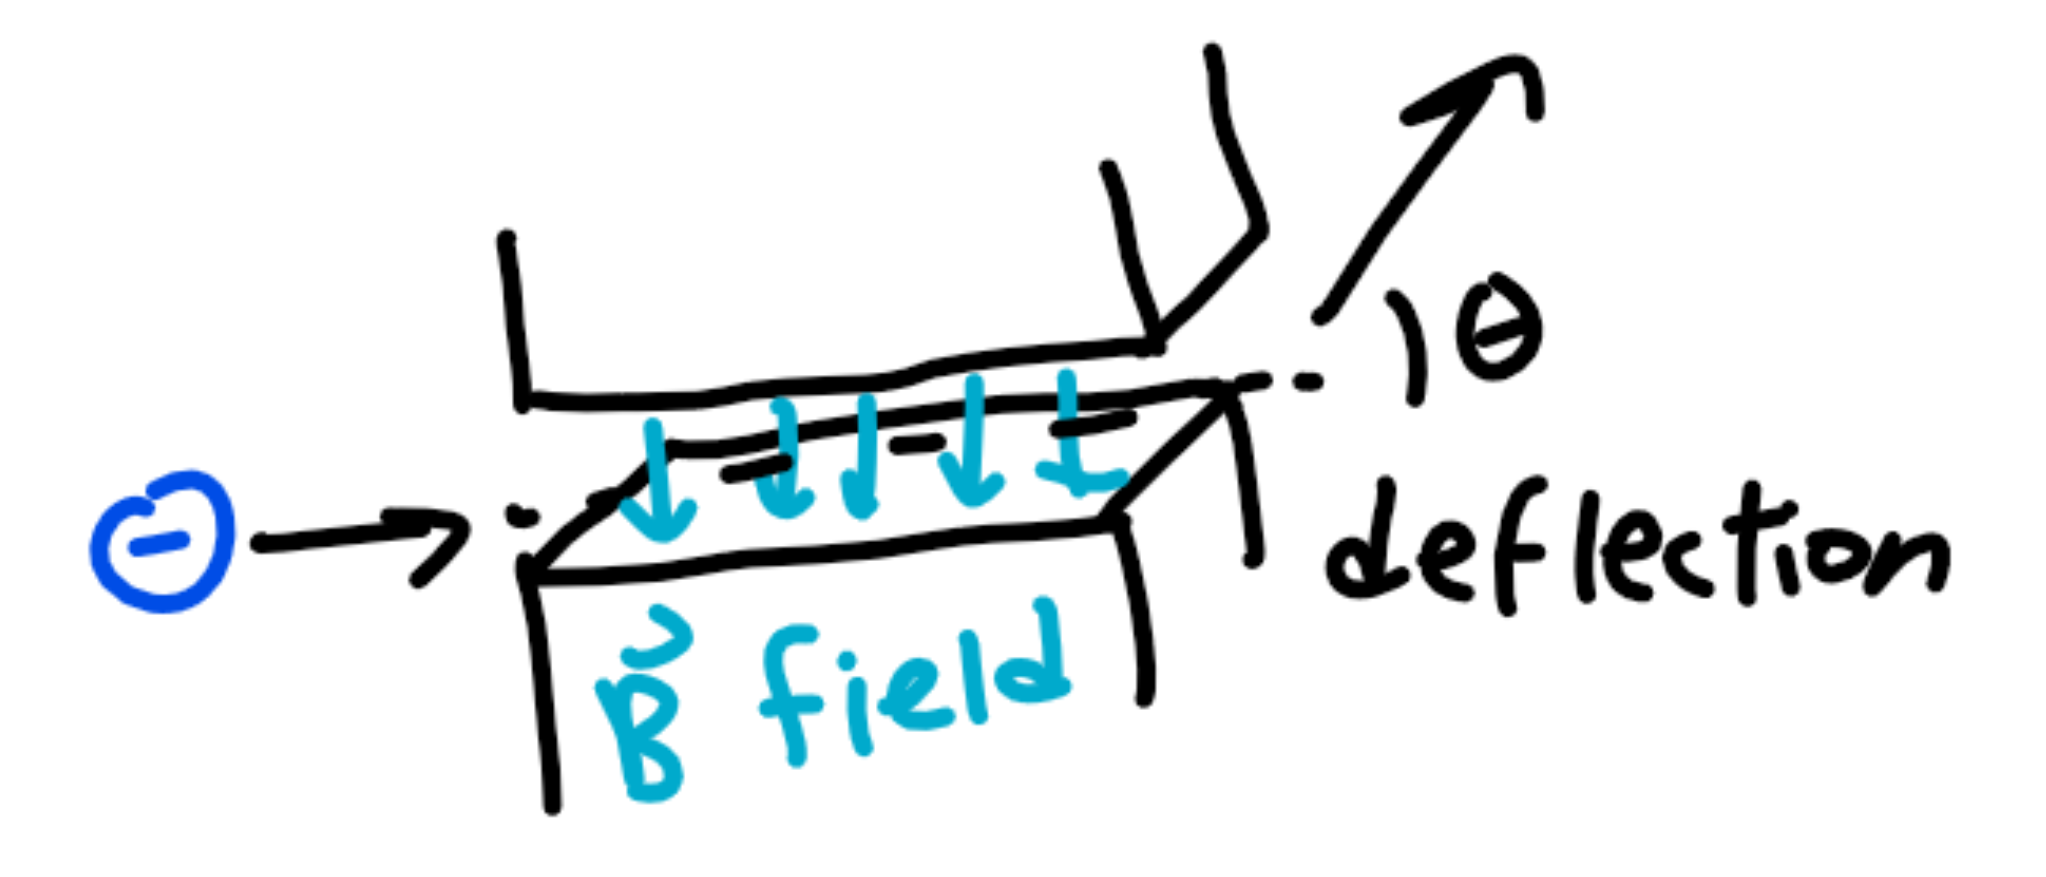 θ
deflection
B⃗ field